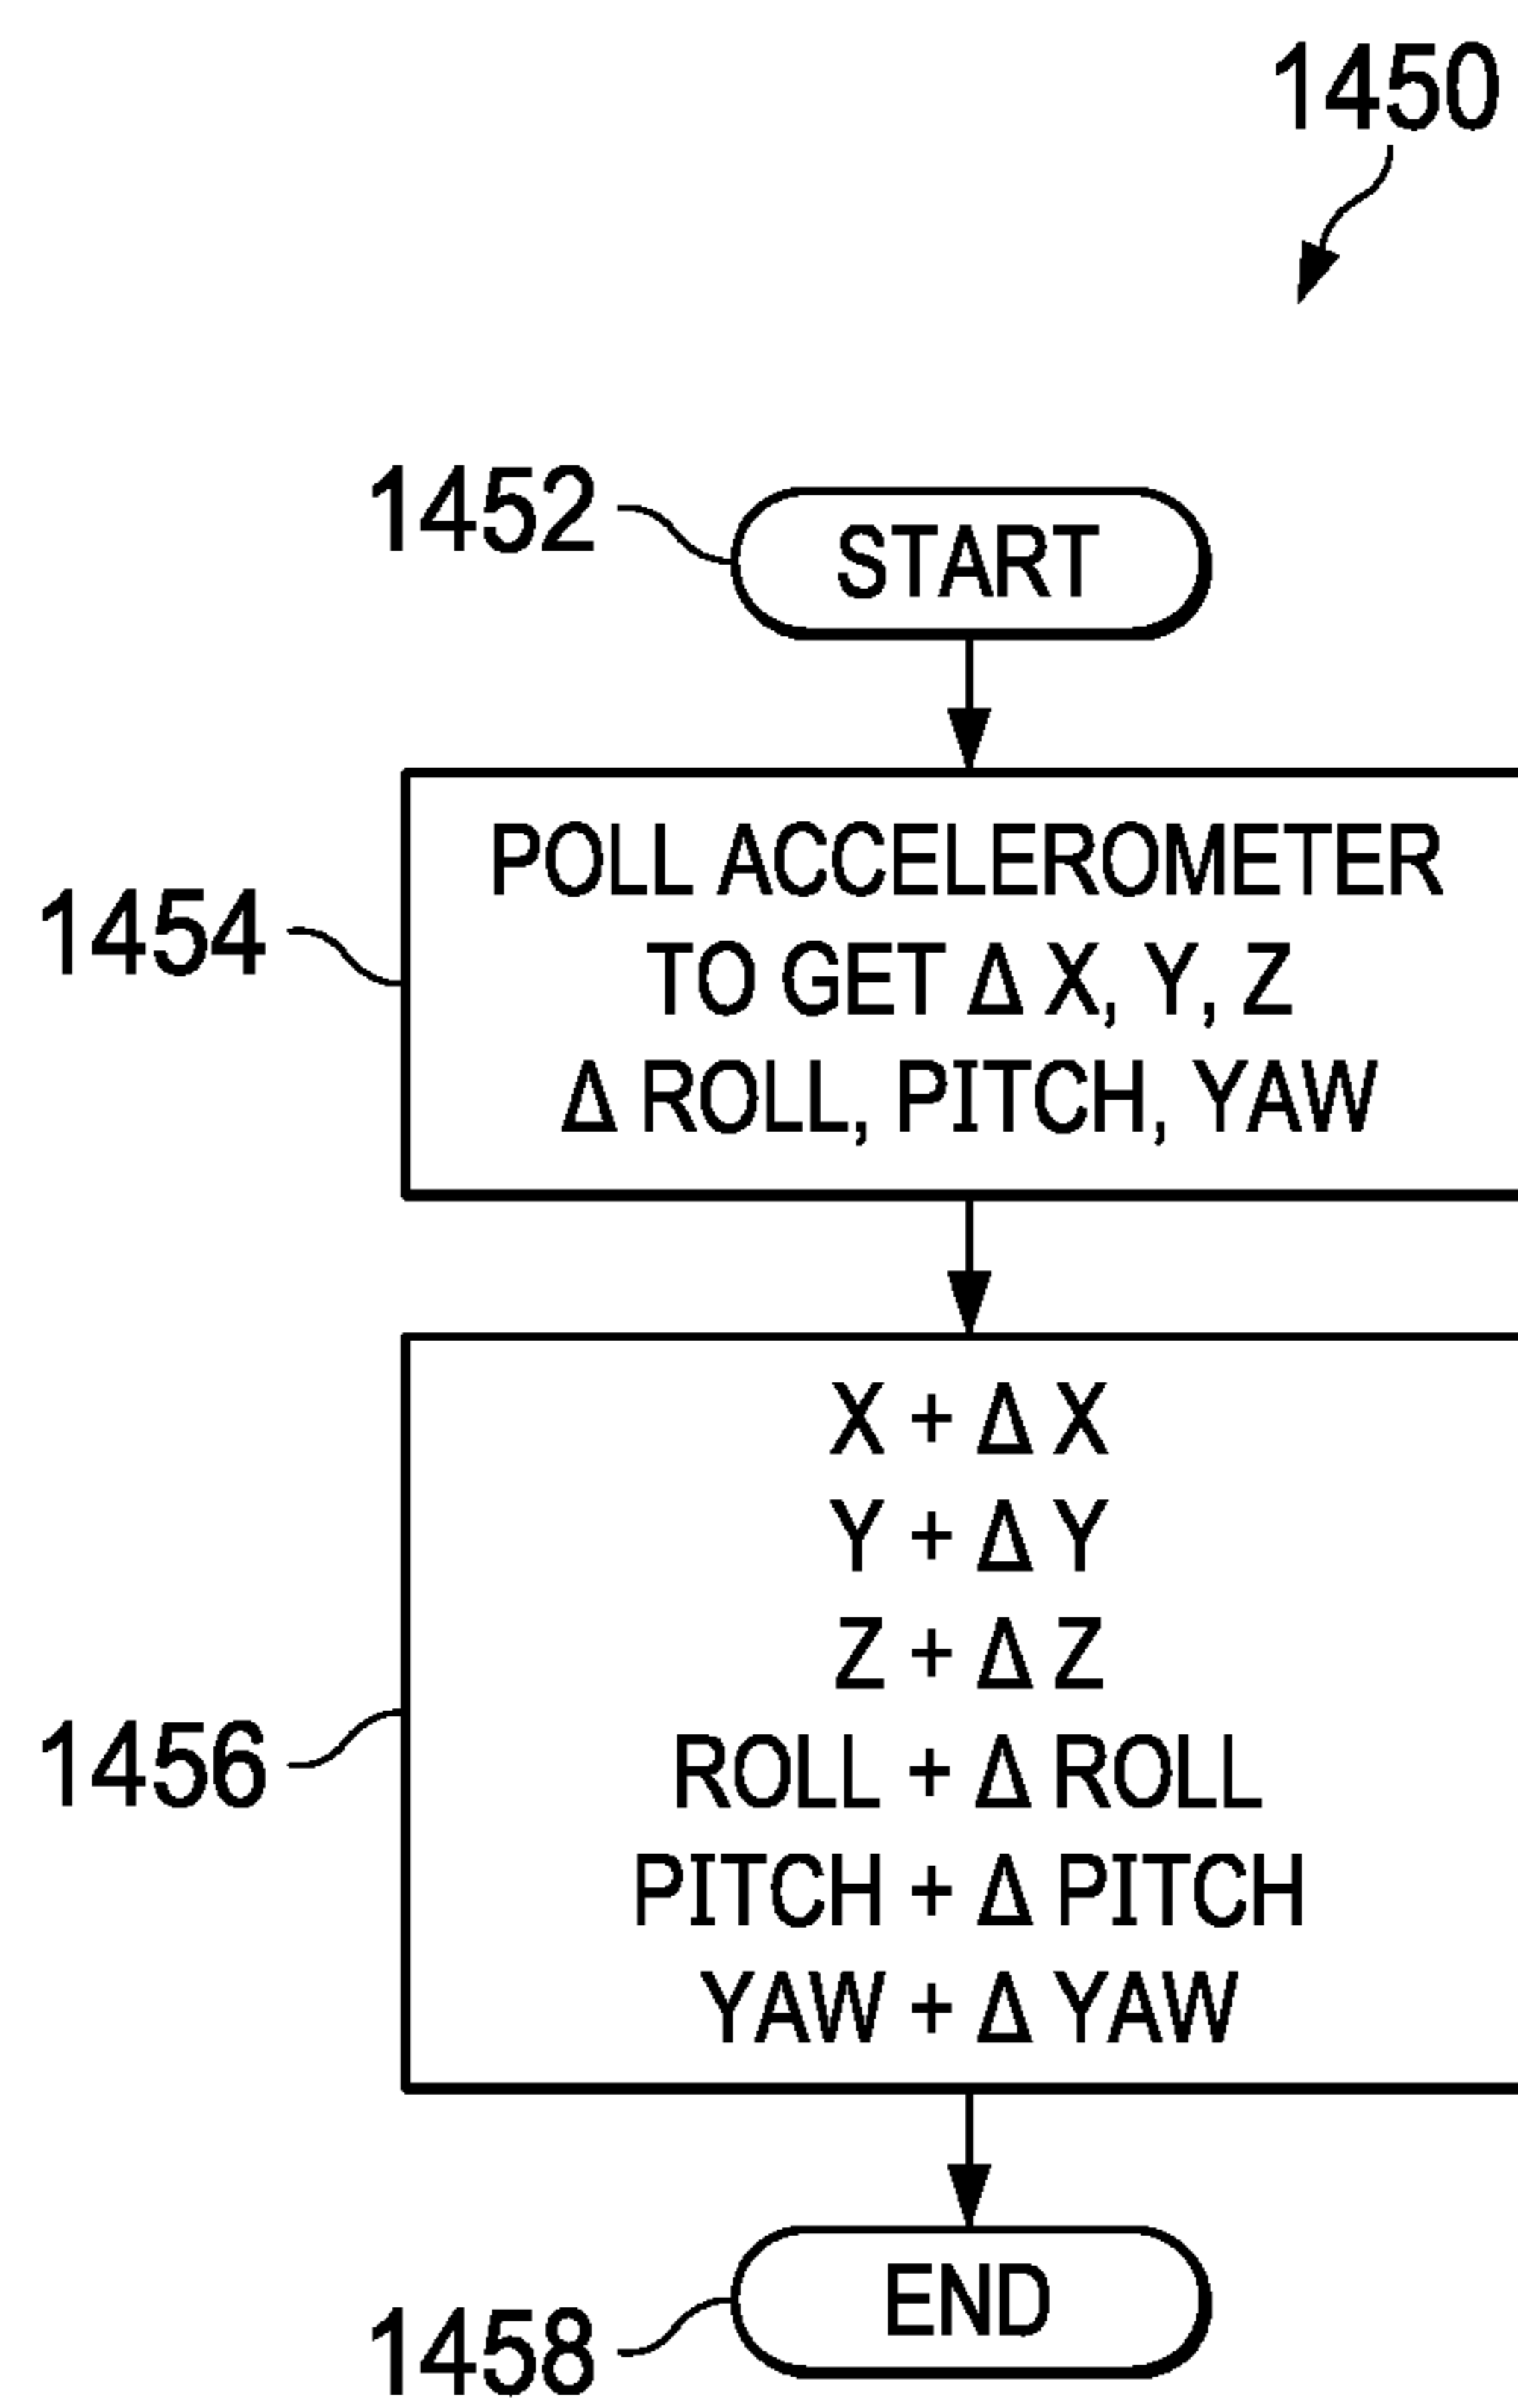 1450
1452
START
1454
POLL ACCELEROMETER
TO GET Δ X, Y, Z
Δ ROLL, PITCH, YAW
1456
X + Δ X
Y + Δ Y
Z + Δ Z
ROLL + Δ ROLL
PITCH + Δ PITCH
YAW + Δ YAW
1458
END